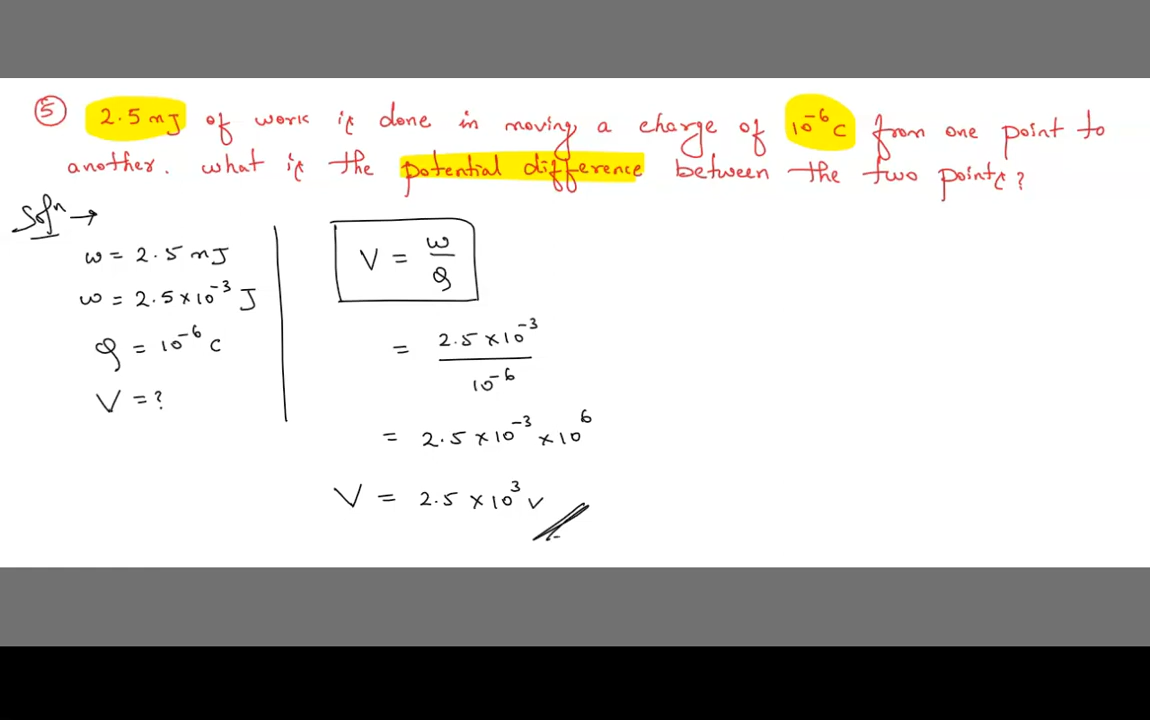 ⑤ 2.5 mJ of work is done in moving a charge of 10⁻⁶ C from one point to
another. what is the potential difference between the two points?
Solⁿ →
w = 2.5 mJ
w = 2.5 × 10⁻³ J
Q = 10⁻⁶ C
V = ?
V = w/Q
= 2.5 × 10⁻³ / 10⁻⁶
= 2.5 × 10⁻³ × 10⁶
V = 2.5 × 10³ V